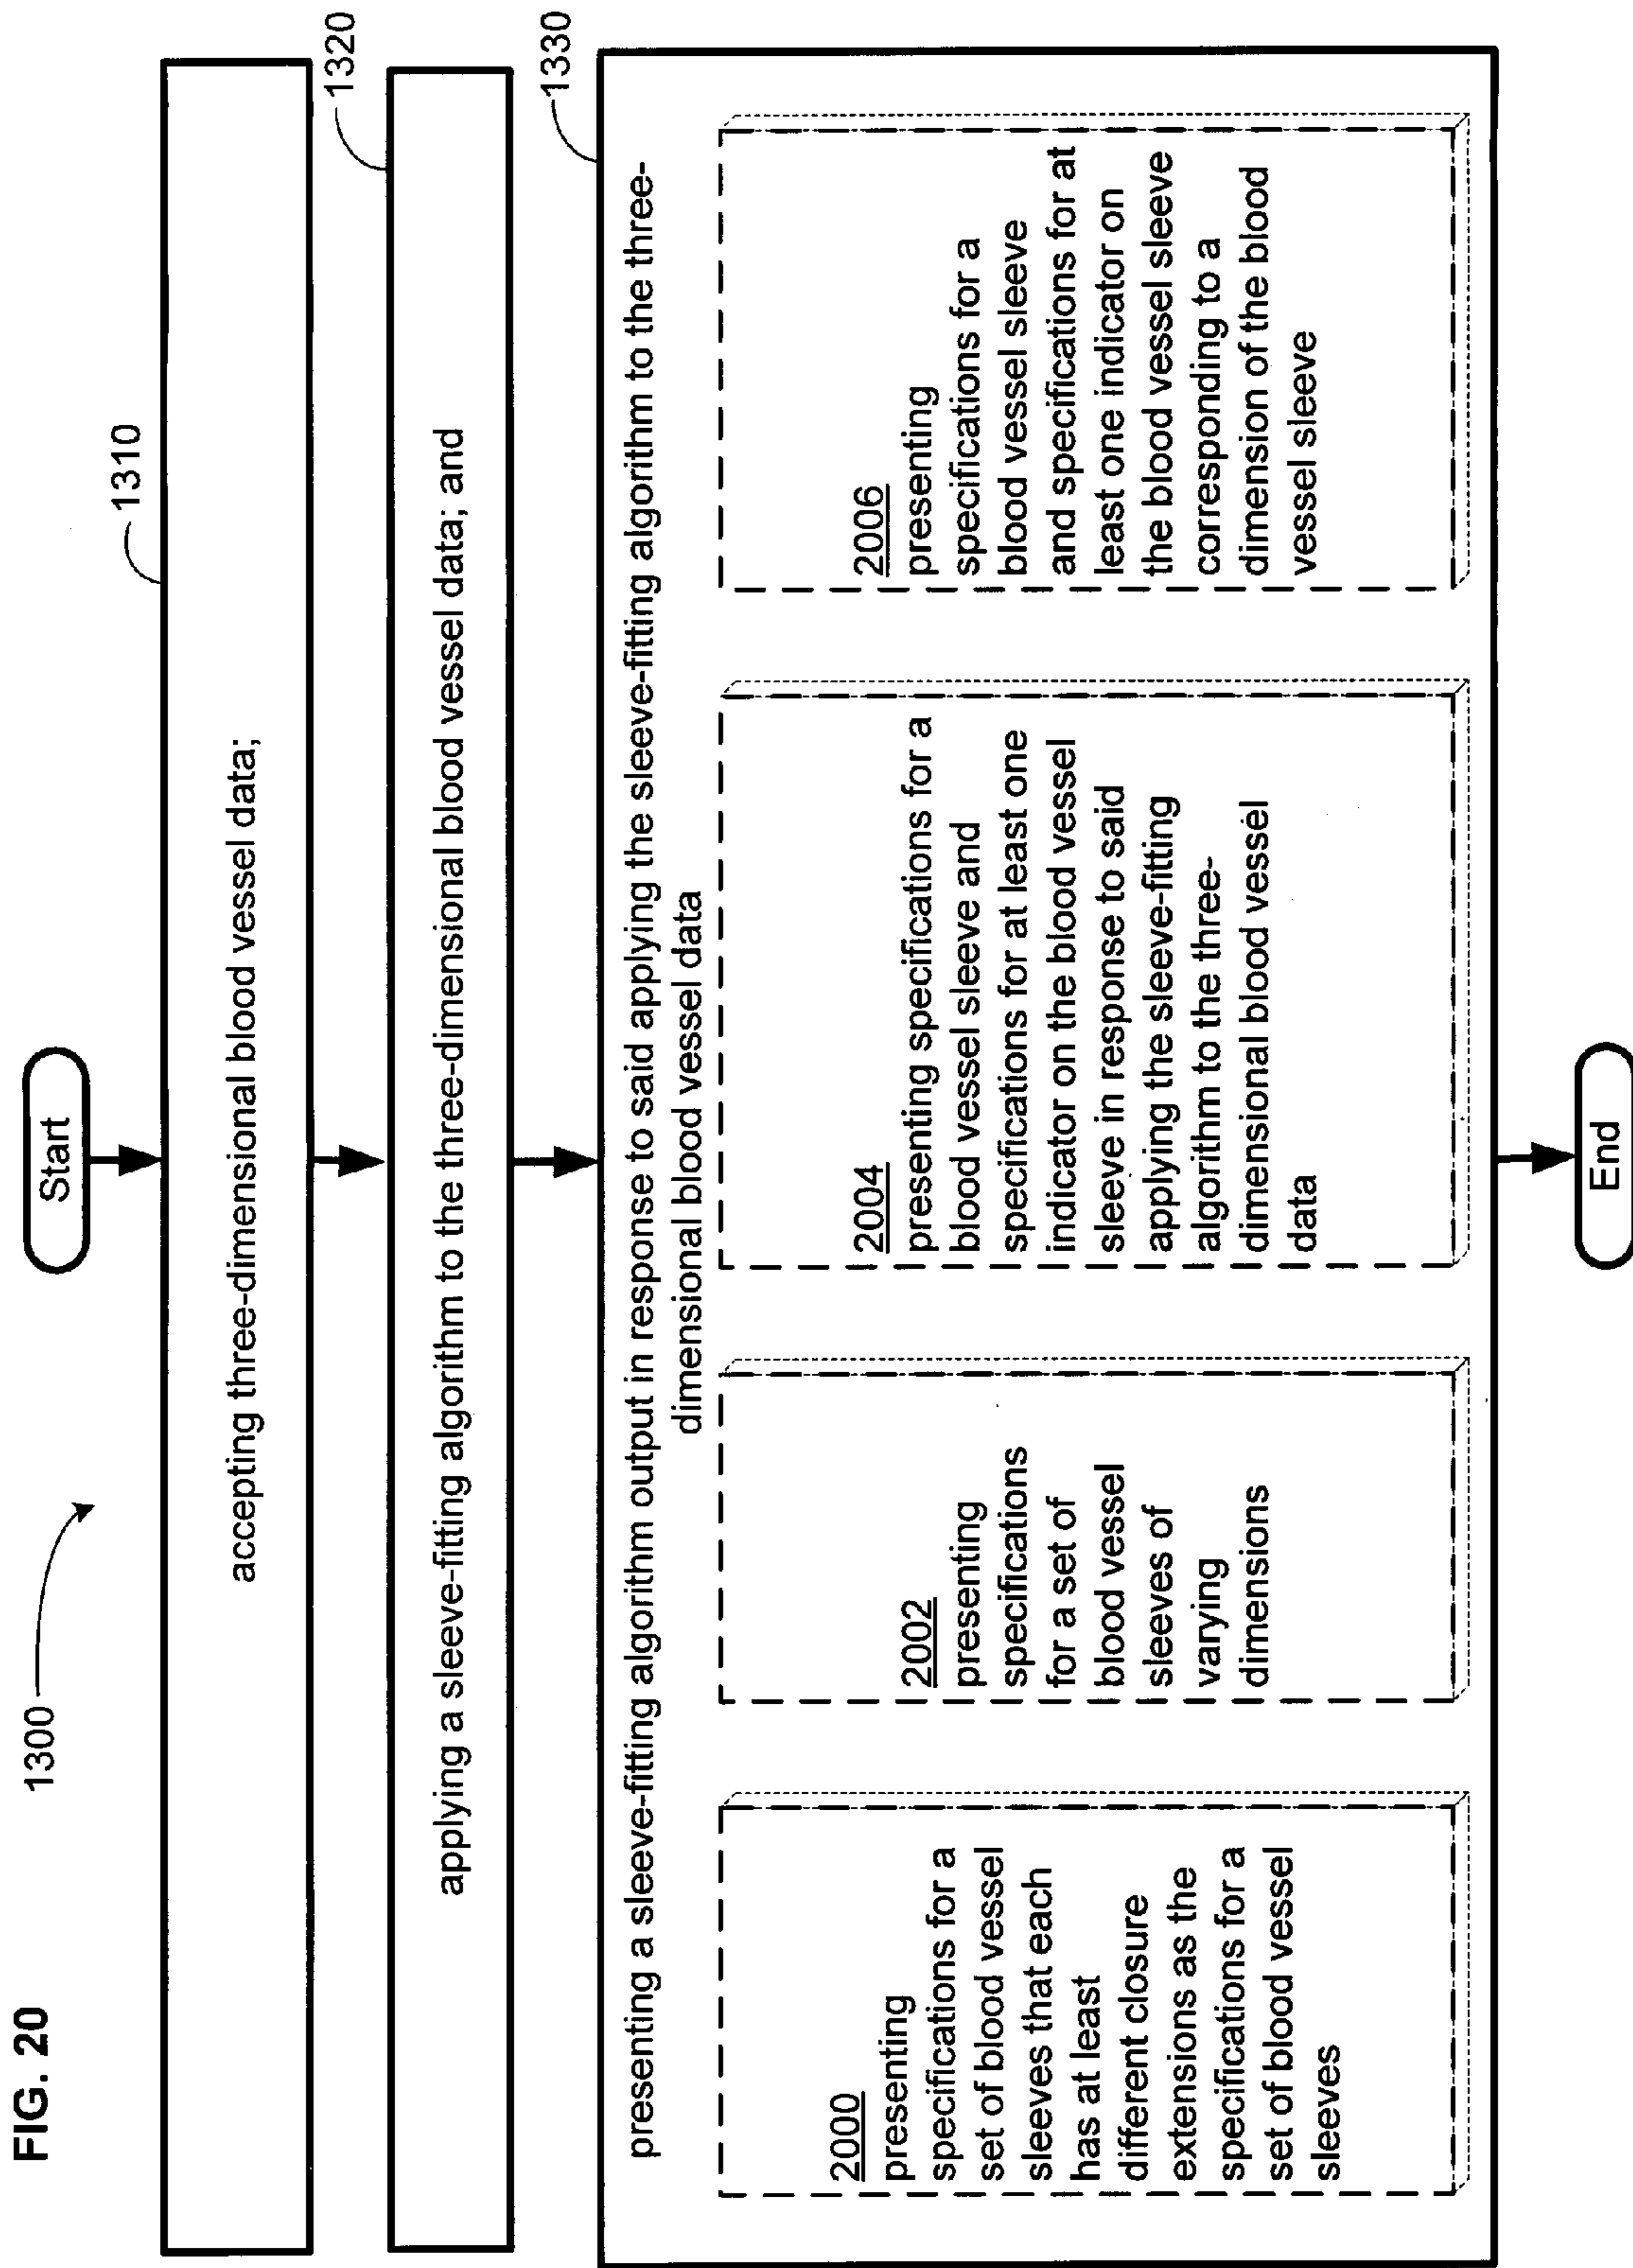 FIG. 20
1300
Start
1310
accepting three-dimensional blood vessel data;
1320
applying a sleeve-fitting algorithm to the three-dimensional blood vessel data; and
1330
presenting a sleeve-fitting algorithm output in response to said applying the sleeve-fitting algorithm to the three-
dimensional blood vessel data
2000
presenting
specifications for a
set of blood vessel
sleeves that each
has at least
different closure
extensions as the
specifications for a
set of blood vessel
sleeves
2002
presenting
specifications
for a set of
blood vessel
sleeves of
varying
dimensions
2004
presenting specifications for a
blood vessel sleeve and
specifications for at least one
indicator on the blood vessel
sleeve in response to said
applying the sleeve-fitting
algorithm to the three-
dimensional blood vessel
data
2006
presenting
specifications for a
blood vessel sleeve
and specifications for at
least one indicator on
the blood vessel sleeve
corresponding to a
dimension of the blood
vessel sleeve
End